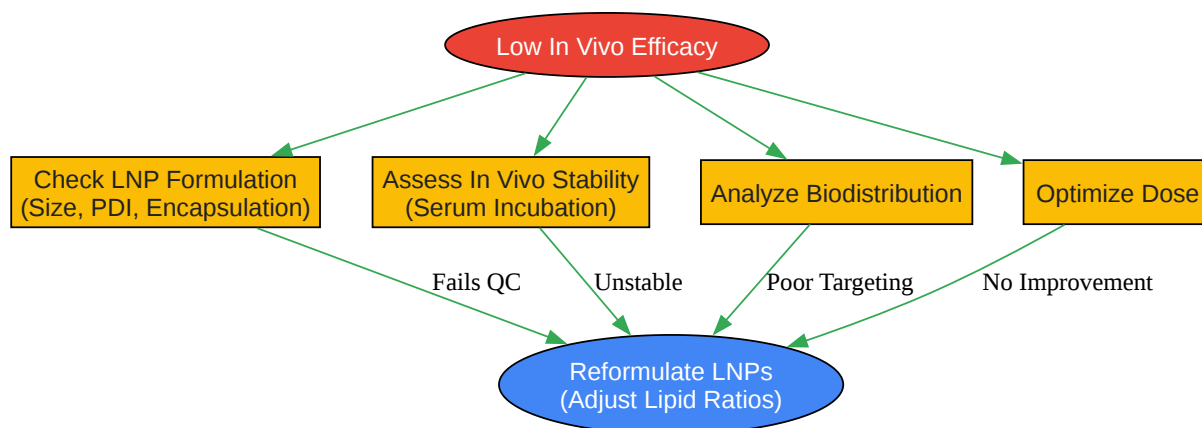 Low In Vivo Efficacy
Check LNP Formulation
(Size, PDI, Encapsulation)
Assess In Vivo Stability
(Serum Incubation)
Analyze Biodistribution
Optimize Dose
Fails QC
Unstable
Poor Targeting
No Improvement
Reformulate LNPs
(Adjust Lipid Ratios)